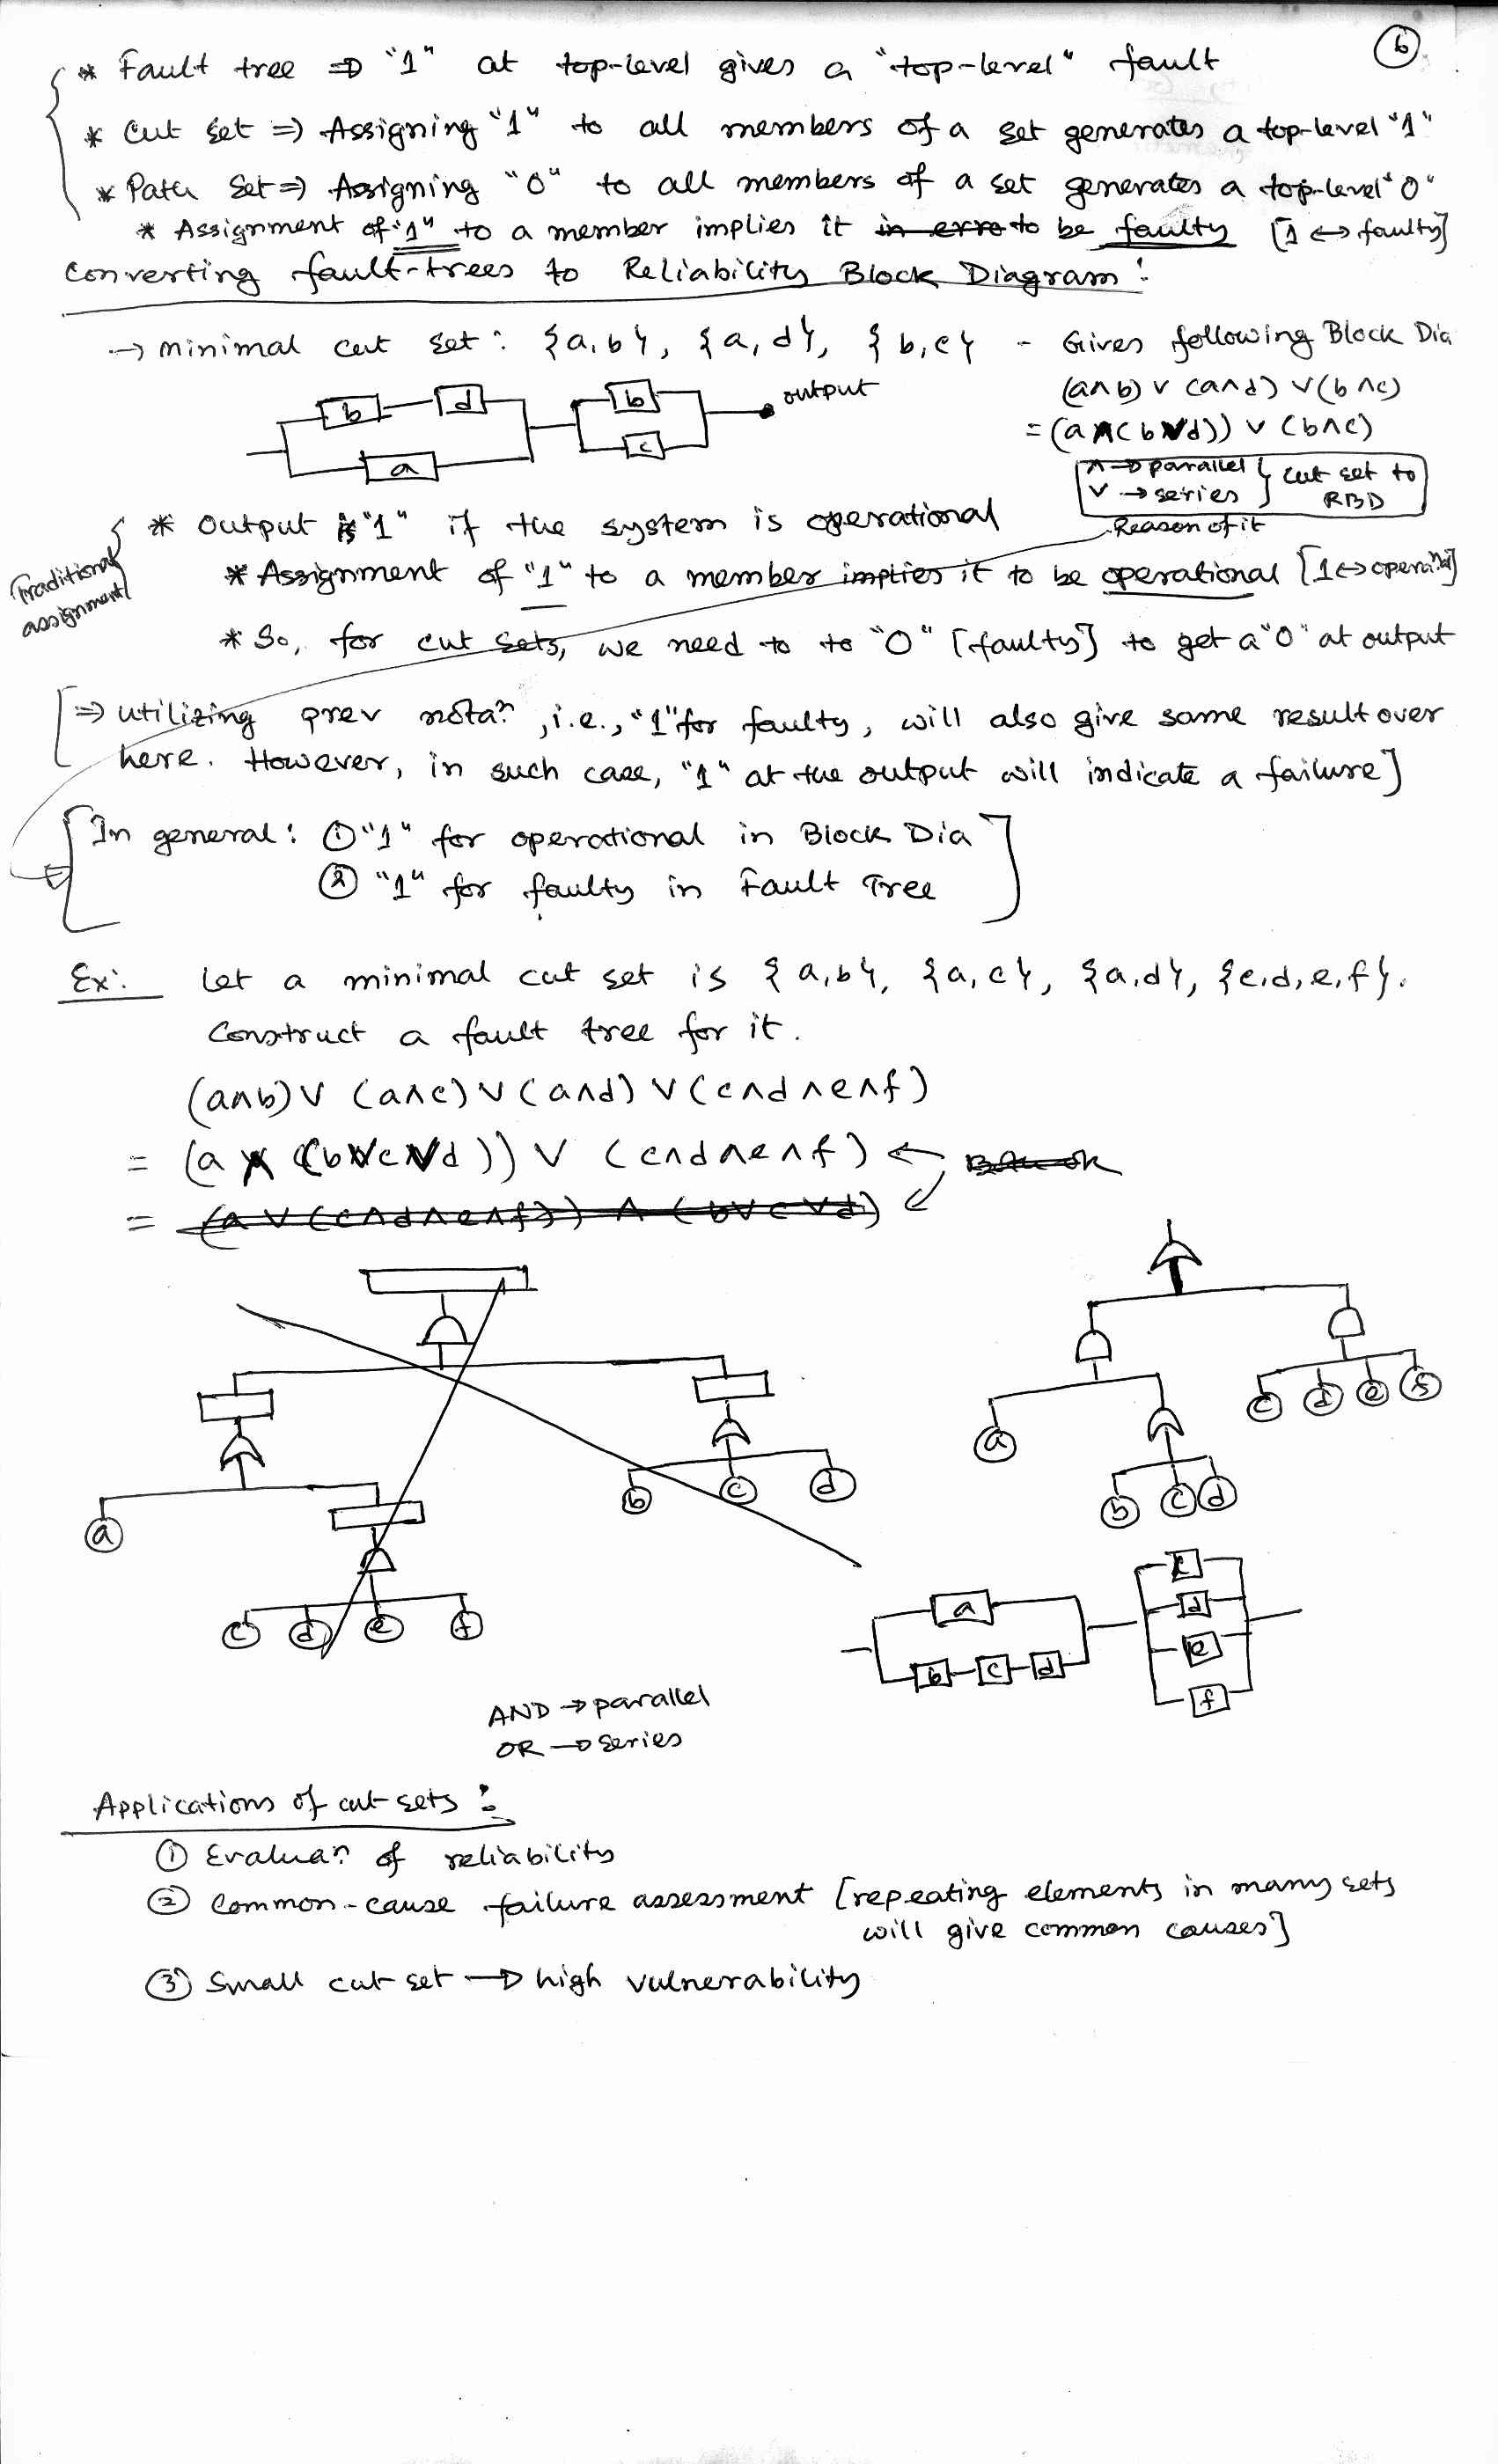 6
* Fault tree ⇒ "1" at top-level gives a "top-level" fault
* Cut set ⇒ Assigning "1" to all members of a set generates a top-level "1"
* Path Set ⇒ Assigning "0" to all members of a set generates a top-level "0"
* Assignment of "1" to a member implies it in erro to be faulty [1 ↔ faulty]
Converting fault-trees to Reliability Block Diagram:
→ minimal cut set: {a,b}, {a,d}, {b,c} - Gives following Block Dia
(a∧b) ∨ (a∧d) ∨ (b∧c)
= (a∧(b∨d)) ∨ (b∧c)
b d b output
a c
∧ → parallel } cut set to
∨ → series } RBD
Reason of it
Traditional
assignment
* Output is "1" if the system is operational
* Assignment of "1" to a member implies it to be operational [1↔operanal]
* So, for cut sets, we need to to "0" [faulty] to get a "0" at output
[⇒ utilizing prev notan, i.e., "1" for faulty, will also give same result over
here. However, in such case, "1" at the output will indicate a failure]
[In general: ① "1" for operational in Block Dia
② "1" for faulty in Fault Tree]
Ex: Let a minimal cut set is {a,b}, {a,c}, {a,d}, {c,d,e,f}.
Construct a fault tree for it.
(a∧b) ∨ (a∧c) ∨ (a∧d) ∨ (c∧d∧e∧f)
= (a∧((b∨c∨d)) ∨ (c∧d∧e∧f) ←
= (a∨(c∧d∧e∧f)) ∧ (b∨c∨d)
c d e f
a
b c d
b c d
a
c d e f
c
a d
e
b c d
f
AND → parallel
OR → series
Applications of cut sets:
① Evaluan of reliability
② Common-cause failure assessment [repeating elements in many sets
will give common causes]
③ Small cut set → high vulnerability